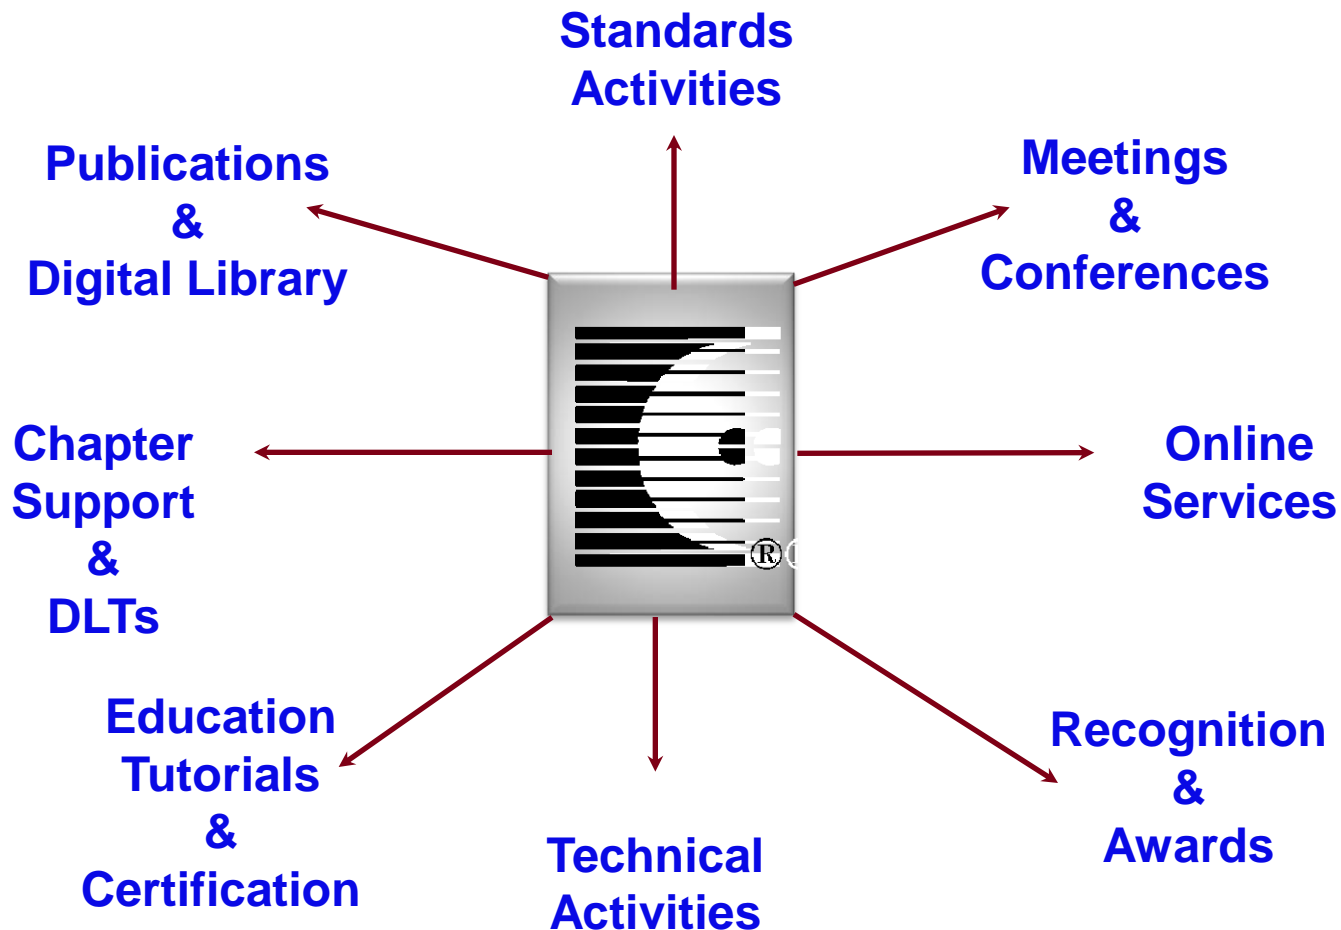 Standards
Activities
Publications
&
Digital Library
Meetings
&
Conferences
Chapter
Support
&
DLTs
Online
Services
®
Education
Tutorials
&
Certification
Technical
Activities
Recognition
&
Awards